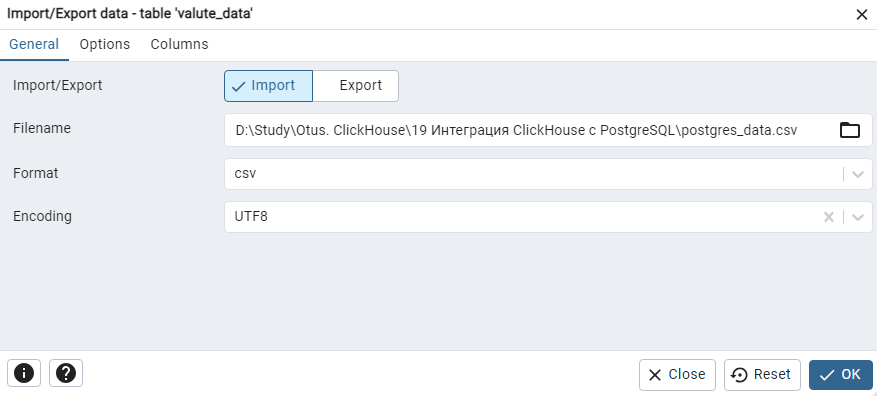 Import/Export data - table 'valute_data'
General Options Columns
Import/Export Import Export
Filename D:\Study\Otus. ClickHouse\19 Интеграция ClickHouse с PostgreSQL\postgres_data.csv
Format csv
Encoding UTF8
Close Reset OK